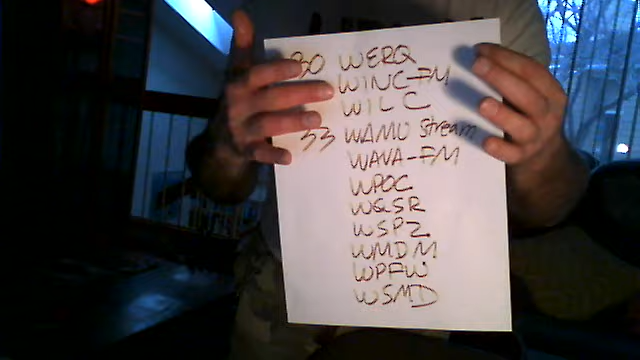 30 WERQ
WINC-FM
WILC
33 WAMU Stream
WAVA-FM
WPOC
WGSR
WSPZ
WMDM
WPFW
WSMD